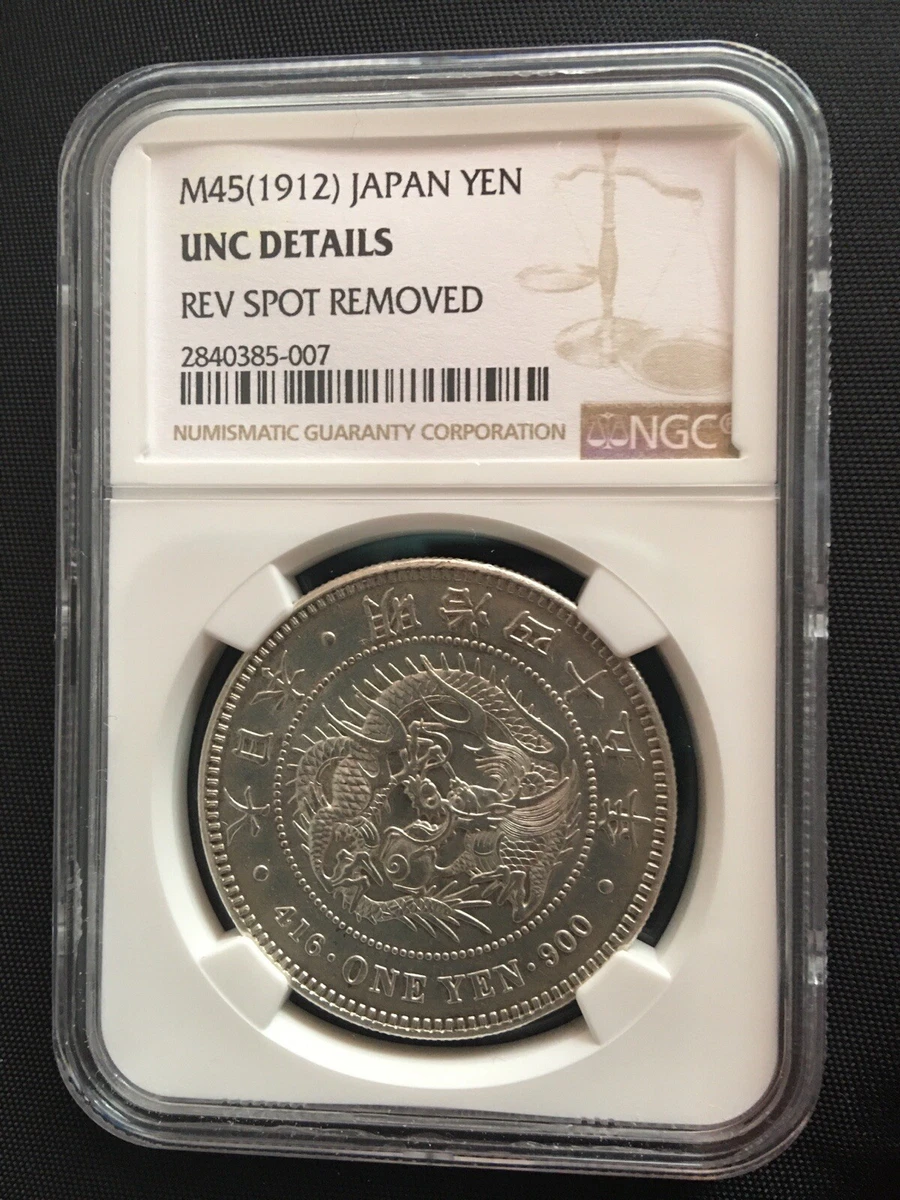 M45(1912) JAPAN YEN
UNC DETAILS
REV SPOT REMOVED
2840385-007
NUMISMATIC GUARANTY CORPORATION
NGC®
大日本・明治四十五年
416・ONE YEN・900